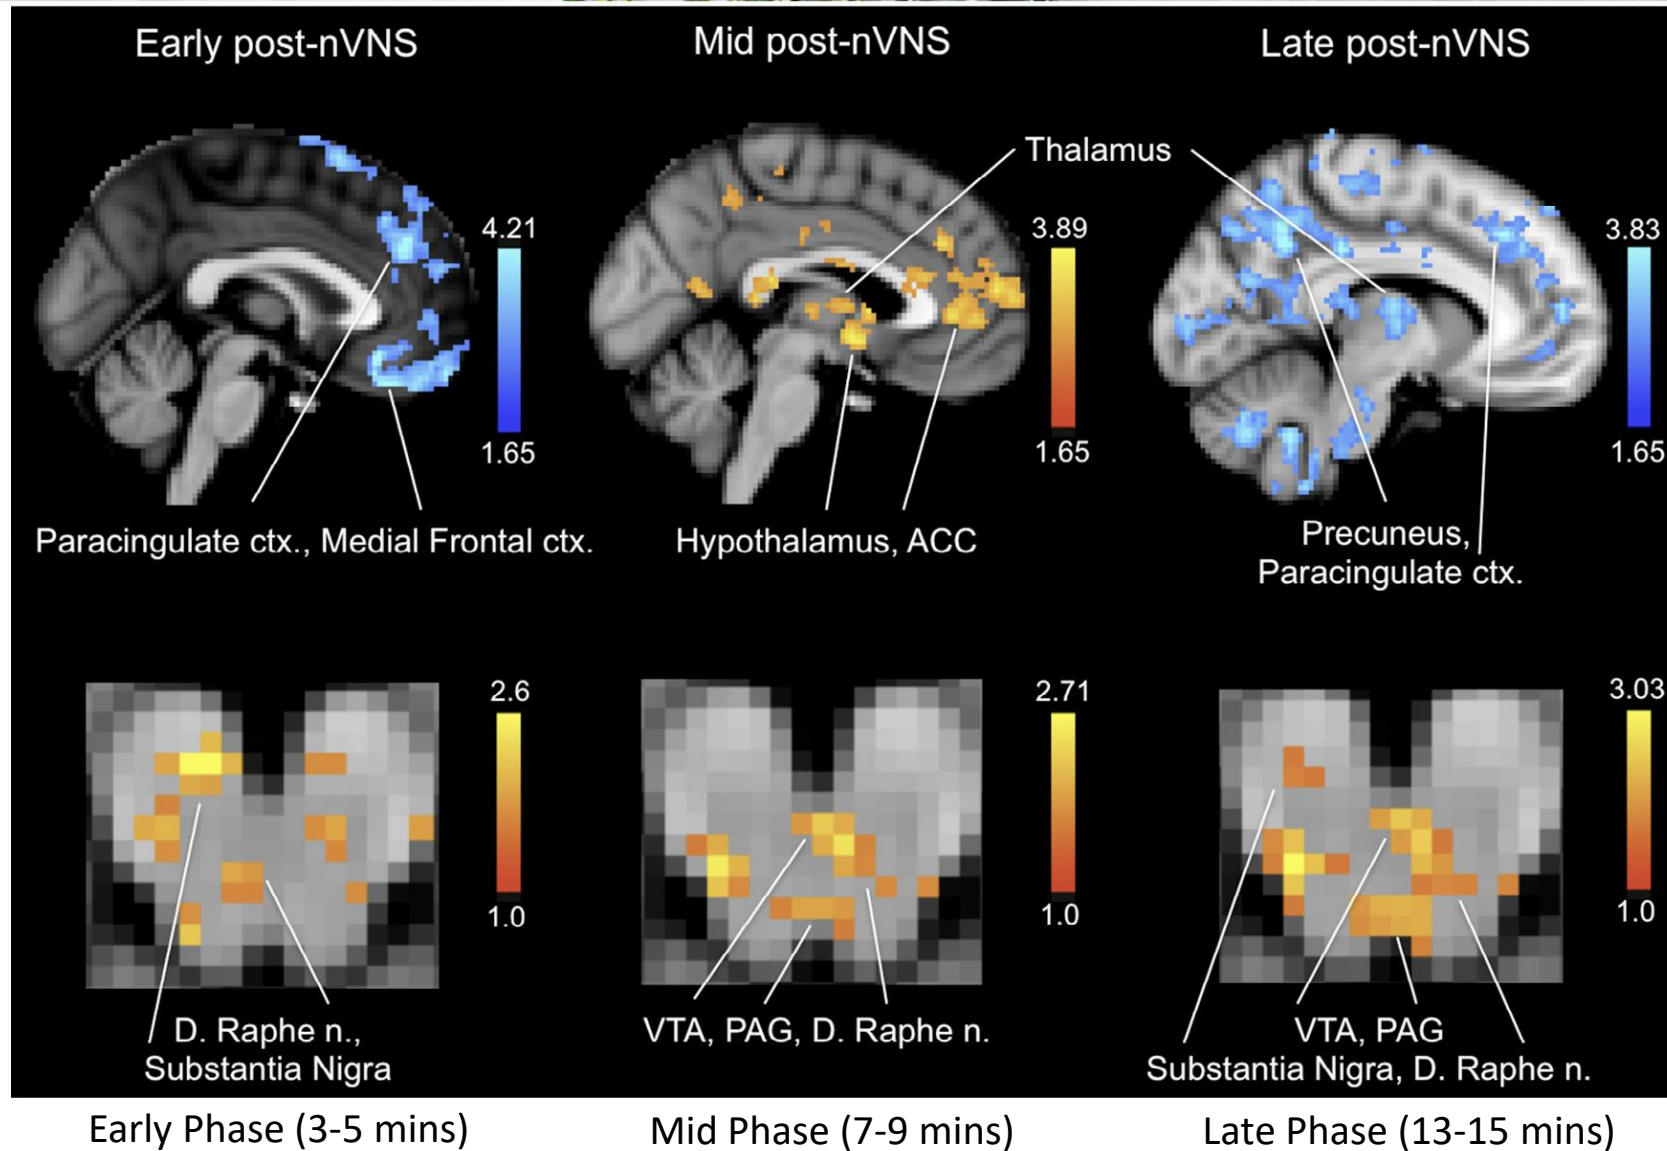 Early post-nVNS
Mid post-nVNS
Late post-nVNS
Thalamus
4.21
1.65
3.89
1.65
3.83
1.65
Paracingulate ctx., Medial Frontal ctx.
Hypothalamus, ACC
Precuneus,
Paracingulate ctx.
2.6
1.0
2.71
1.0
3.03
1.0
D. Raphe n.,
Substantia Nigra
VTA, PAG, D. Raphe n.
VTA, PAG
Substantia Nigra, D. Raphe n.
Early Phase (3-5 mins)
Mid Phase (7-9 mins)
Late Phase (13-15 mins)